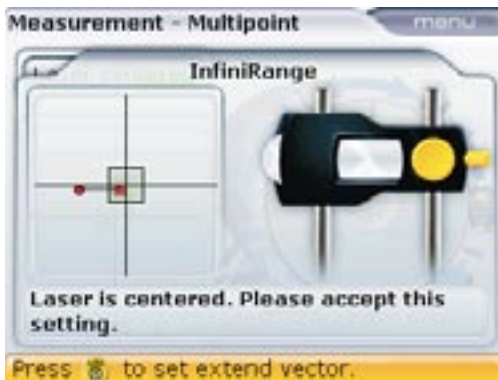 Measurement - Multipoint
menu
InfiniRange
Laser is centered. Please accept this
setting.
Press to set extend vector.